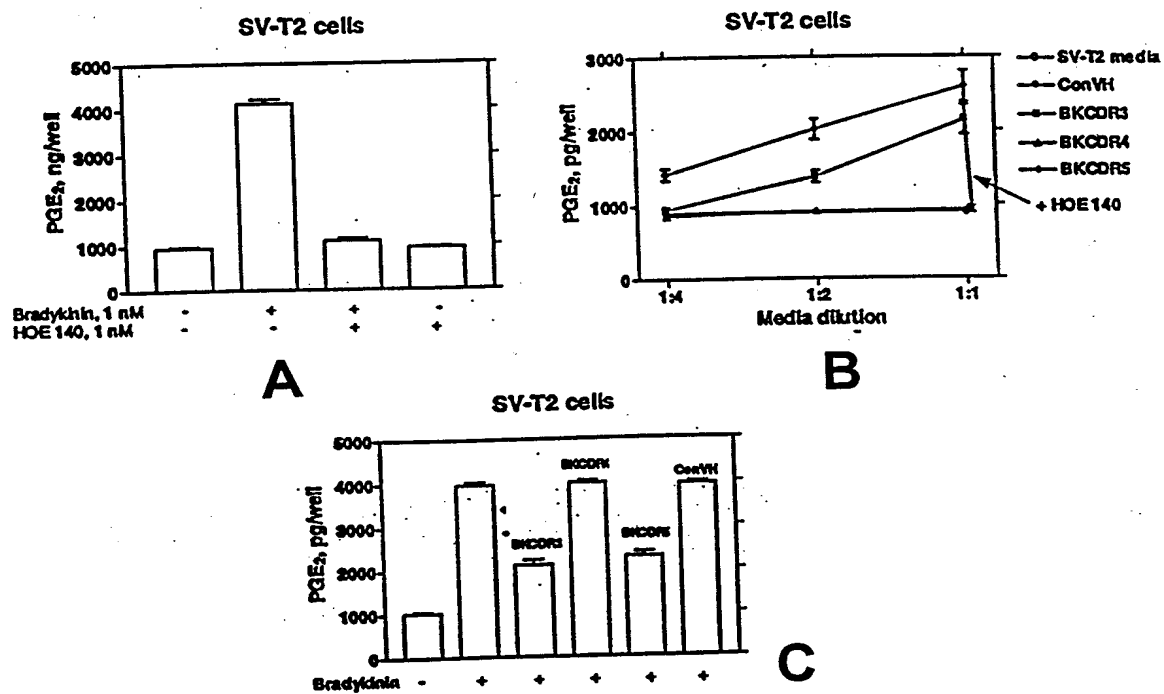 SV-T2 cells
5000
4000
3000
2000
1000
0
PGE2, ng/well
Bradykinin, 1 nM - + + -
HOE 140, 1 nM - - + +
A
SV-T2 cells
3000
2000
1000
0
PGE2, pg/well
1:4 1:2 1:1
Media dilution
SV-T2 media
ConVH
BKCDR3
BKCDR4
BKCDR5
+ HOE 140
B
SV-T2 cells
5000
4000
3000
2000
1000
0
PGE2, pg/well
BKCDR3
BKCDR4
BKCDR5
ConVH
Bradykinin - + + + + +
C